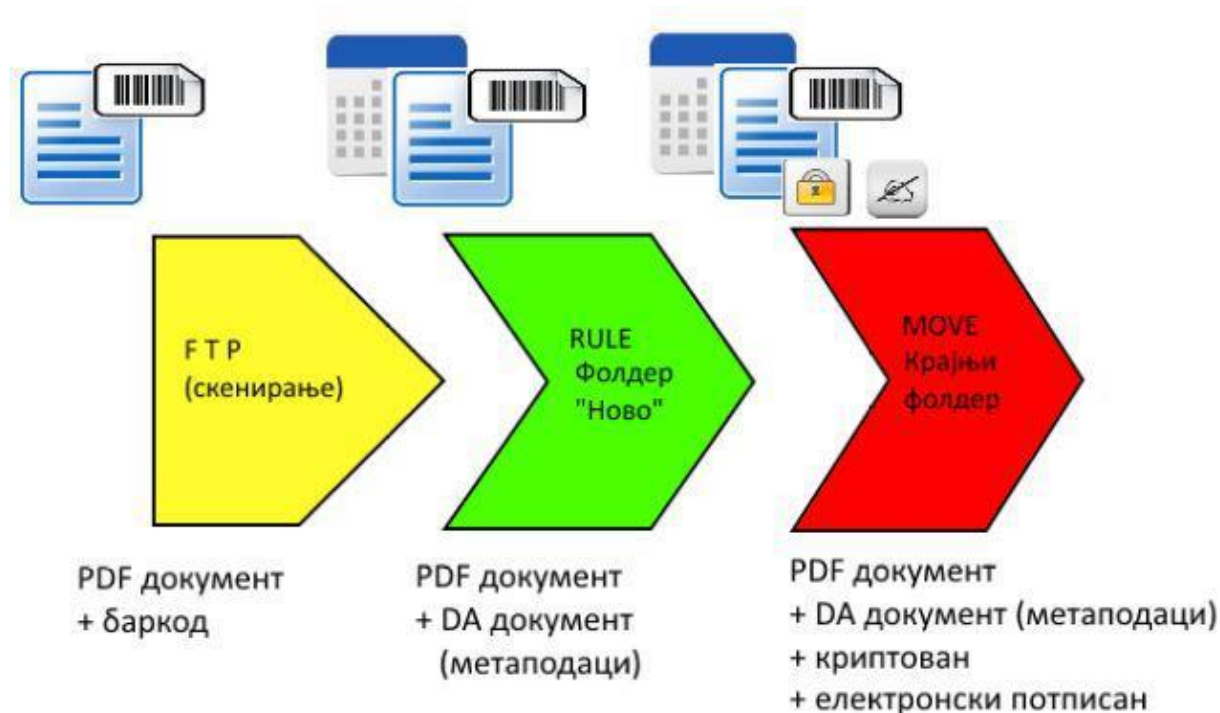 F T P
(скенирање)
RULE
Фолдер
"Ново"
MOVE
Крајњи
фолдер
PDF документ
+ баркод
PDF документ
+ DA документ
(метаподаци)
PDF документ
+ DA документ (метаподаци)
+ криптован
+ електронски потписан